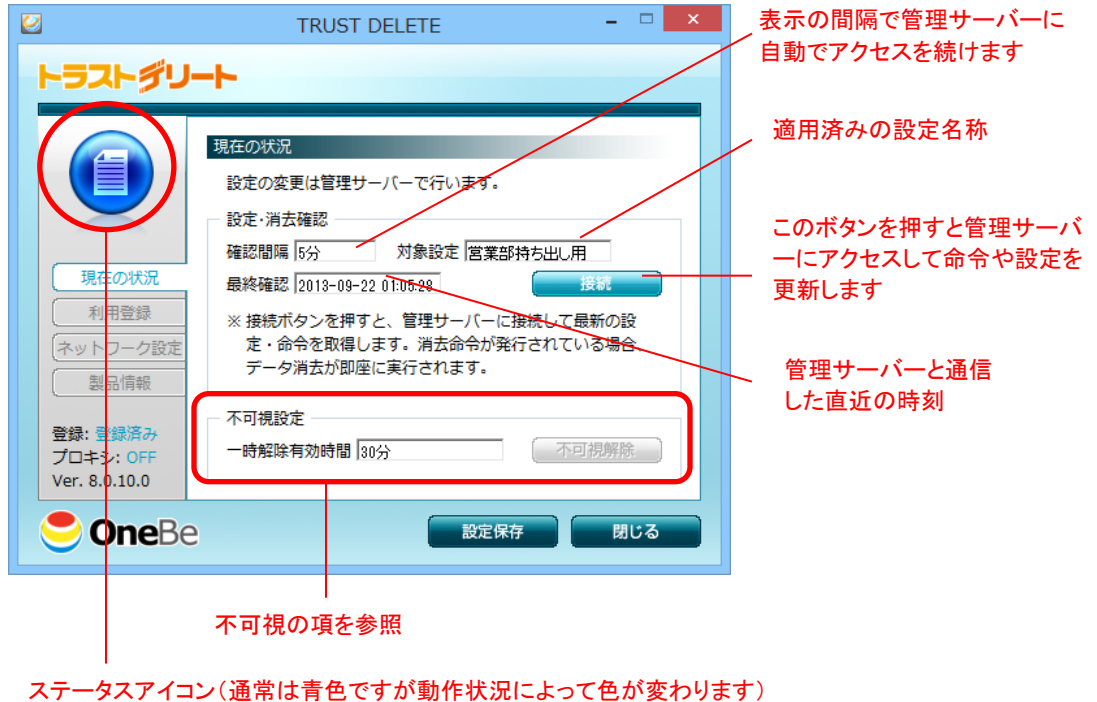 TRUST DELETE
トラストデリート
現在の状況
設定の変更は管理サーバーで行います。
設定・消去確認
確認間隔 5分 対象設定 営業部持ち出し用
最終確認 2013-09-22 01:05:28 接続
※ 接続ボタンを押すと、管理サーバーに接続して最新の設
定・命令を取得します。消去命令が発行されている場合、
データ消去が即座に実行されます。
不可視設定
一時解除有効時間 30分 不可視解除
現在の状況
利用登録
ネットワーク設定
製品情報
登録: 登録済み
プロキシ: OFF
Ver. 8.0.10.0
OneBe
設定保存 閉じる
表示の間隔で管理サーバーに
自動でアクセスを続けます
適用済みの設定名称
このボタンを押すと管理サーバ
ーにアクセスして命令や設定を
更新します
管理サーバーと通信
した直近の時刻
不可視の項を参照
ステータスアイコン（通常は青色ですが動作状況によって色が変わります）